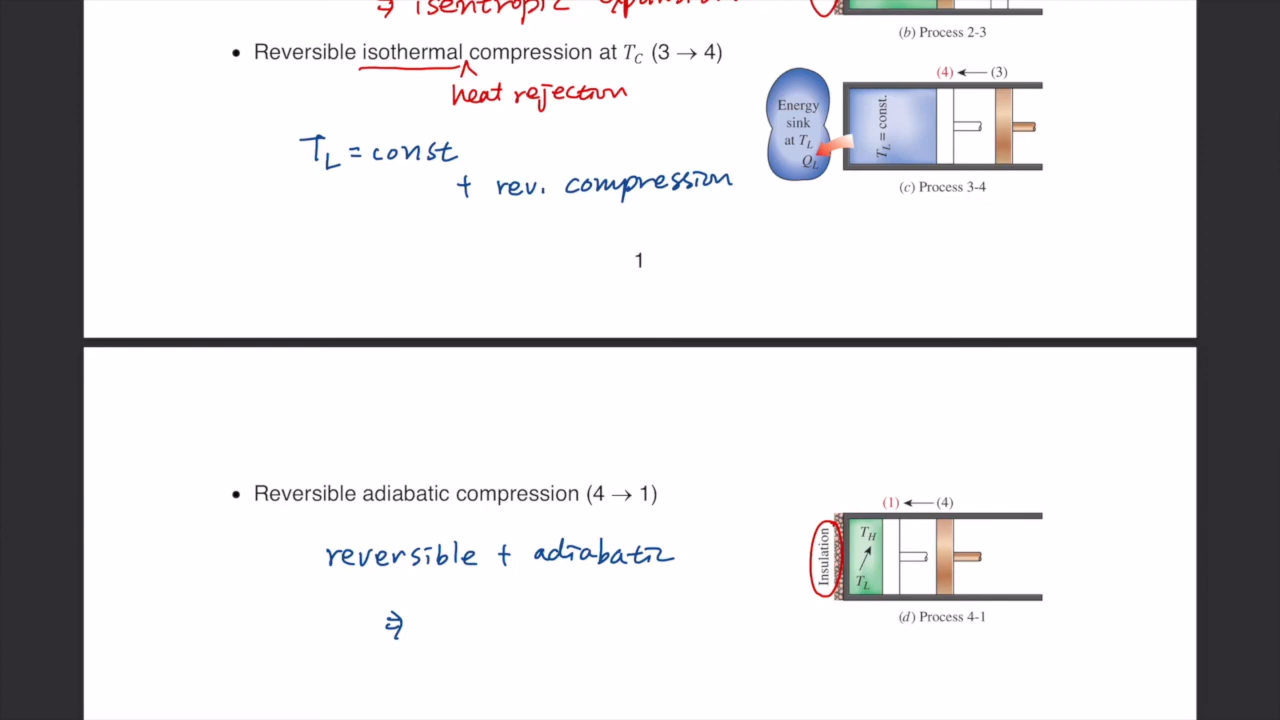 ⇒ isentropic expansion
(b) Process 2-3
• Reversible isothermal compression at T_C (3 → 4)
heat rejection
(4) ← (3)
Energy
sink
at T_L
Q_L
T_L = const.
T_L = const
+ rev. compression
(c) Process 3-4
1
• Reversible adiabatic compression (4 → 1)
(1) ← (4)
reversible + adiabatic
Insulation
T_H
T_L
⇒
(d) Process 4-1